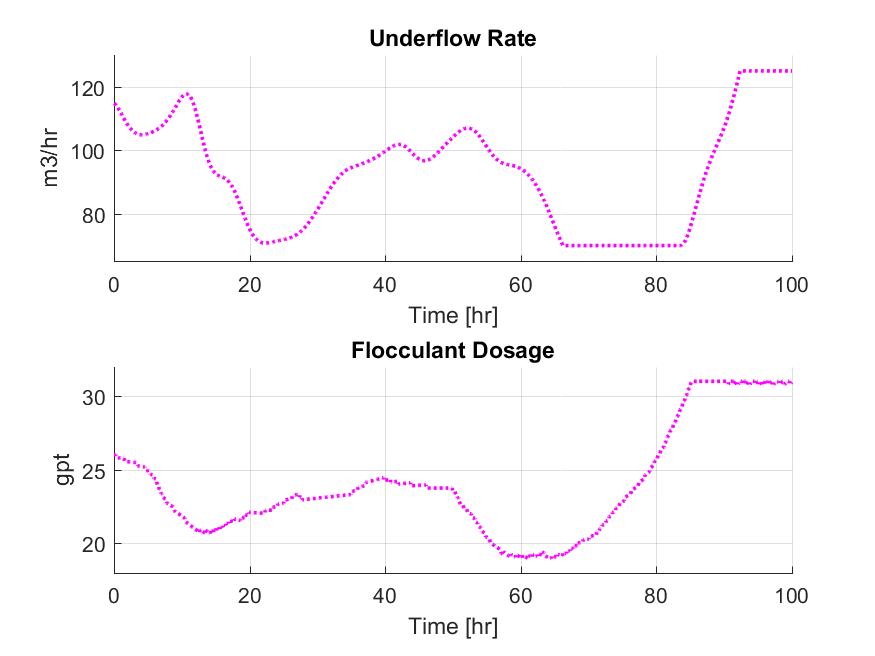 Underflow Rate
m3/hr
120
100
80
0 20 40 60 80 100
Time [hr]
Flocculant Dosage
gpt
30
25
20
0 20 40 60 80 100
Time [hr]